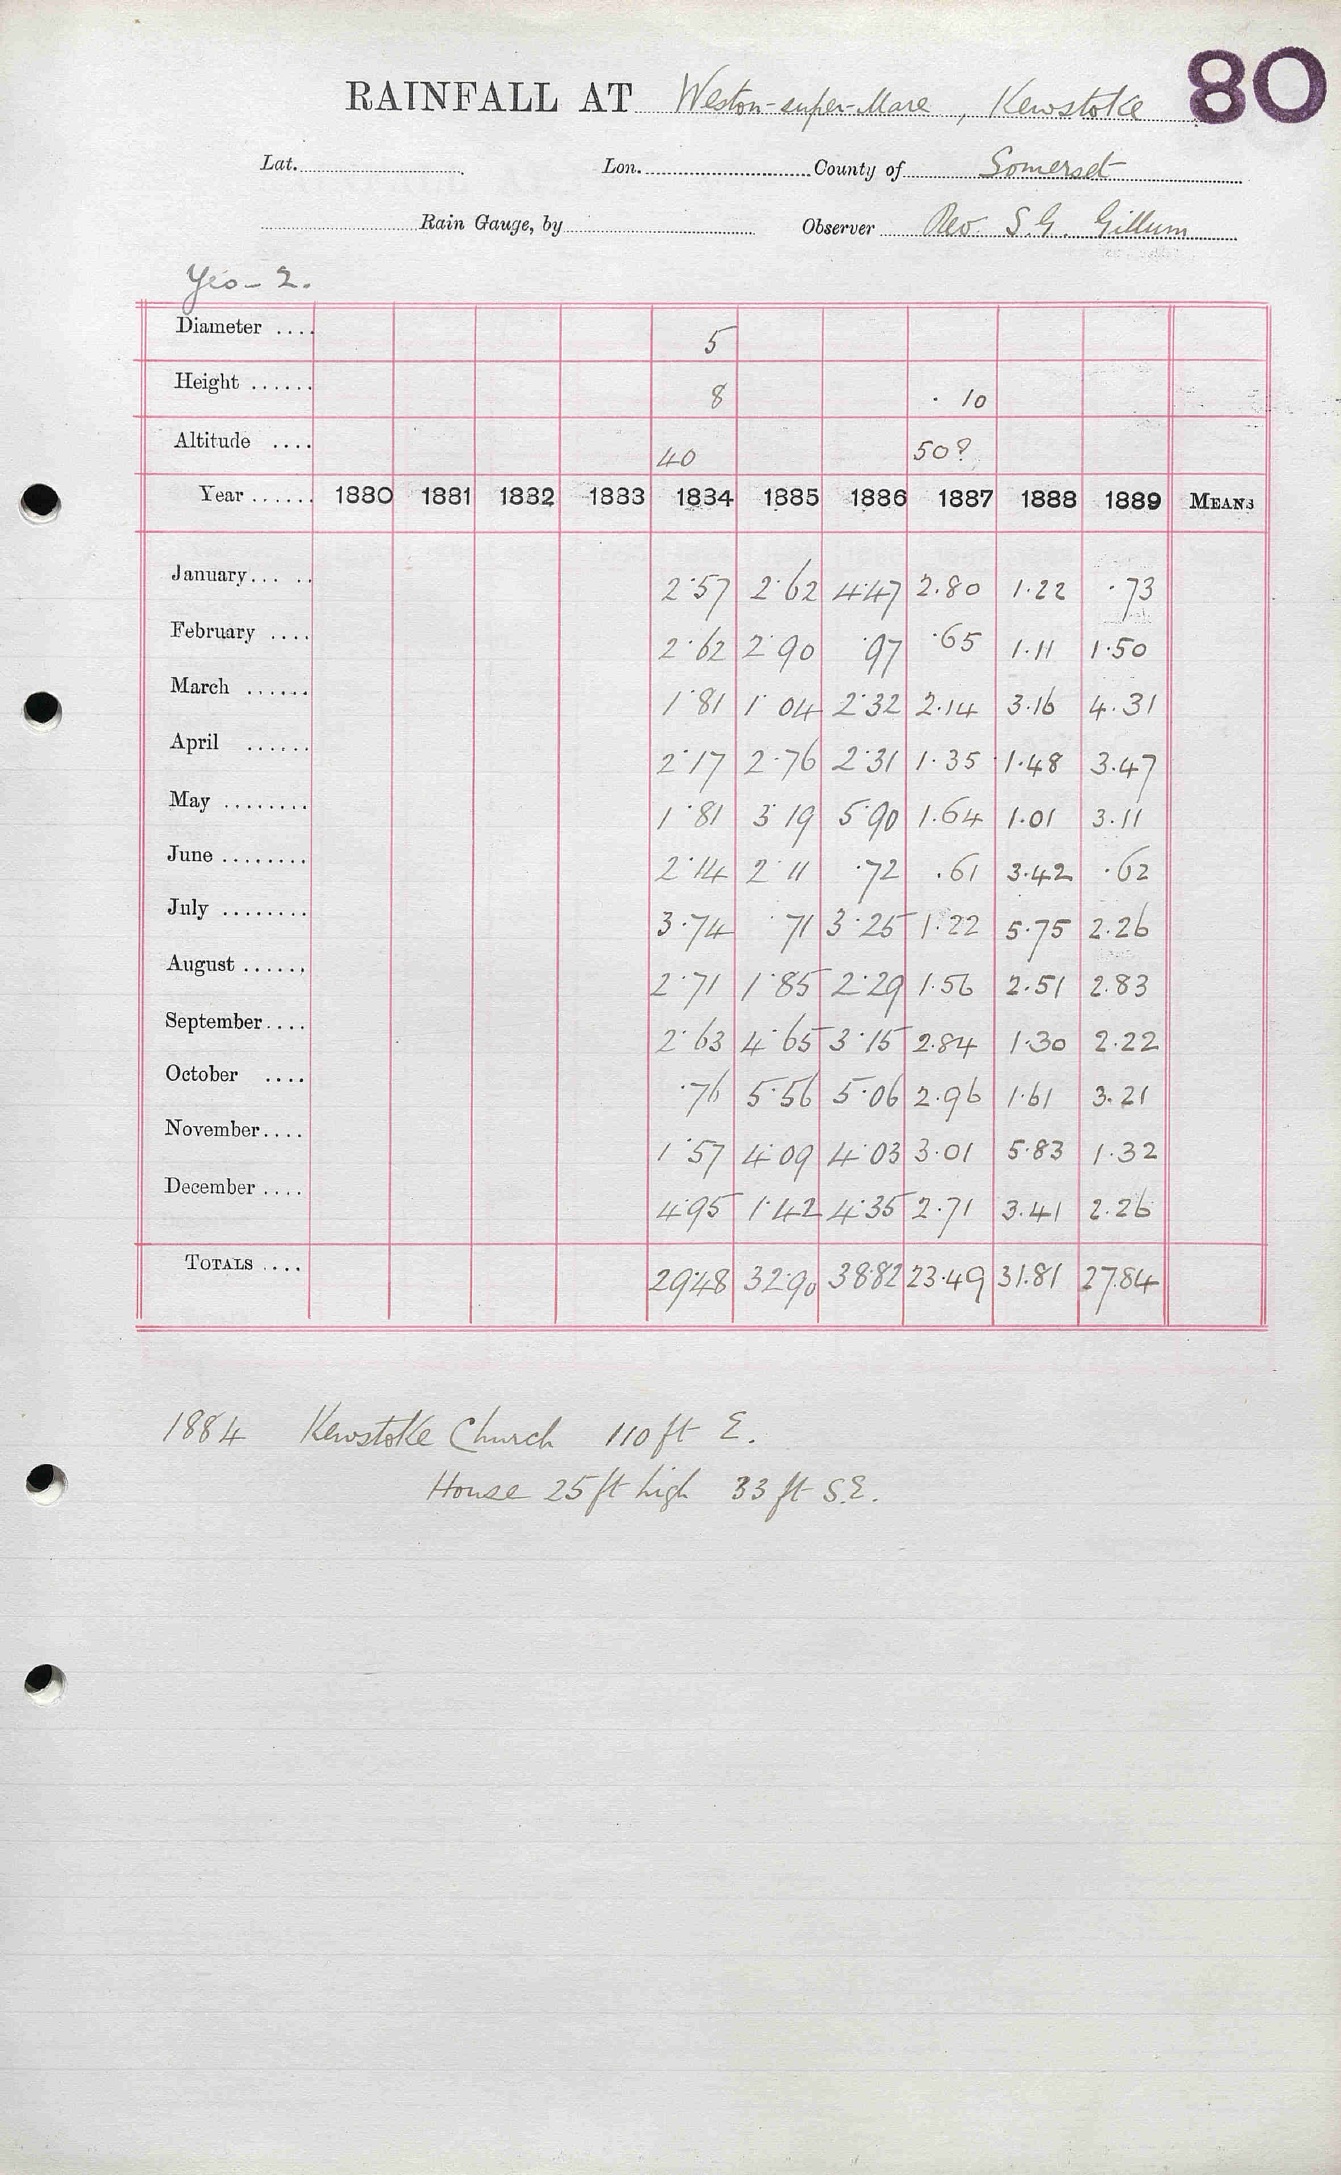 80
RAINFALL AT Weston-super-Mare, Kewstoke
Lat. Lon. County of Somerset
Rain Gauge, by Observer Rev. S. G. Gillum
Yeo - 2.
Diameter .... 5
Height ...... 8 · 10
Altitude .... 40 50?
Year ...... 1880 1881 1882 1883 1884 1885 1886 1887 1888 1889 MEANS
January... .. 2·57 2·62 4·47 2.80 1.22 ·73
February .... 2·62 2·90 ·97 ·65 1.11 1·50
March ...... 1·81 1·04 2·32 2.14 3.16 4.31
April ...... 2·17 2·76 2·31 1.35 1.48 3.47
May ........ 1·81 3·19 5·90 1.64 1.01 3.11
June ........ 2·14 2·11 ·72 .61 3.42 ·62
July ........ 3·74 ·71 3·25 1.22 5.75 2.26
August ...... 2·71 1·85 2·29 1.56 2.51 2.83
September.... 2·63 4·65 3·15 2.84 1.30 2.22
October .... ·76 5·56 5·06 2.96 1.61 3.21
November.... 1·57 4·09 4·03 3.01 5.83 1.32
December .... 4·95 1·42 4·35 2.71 3.41 2.26
TOTALS .... 29·48 32·90 38·82 23.49 31.81 27.84
1884 Kewstoke Church 110 ft E.
House 25 ft high 33 ft S.E.